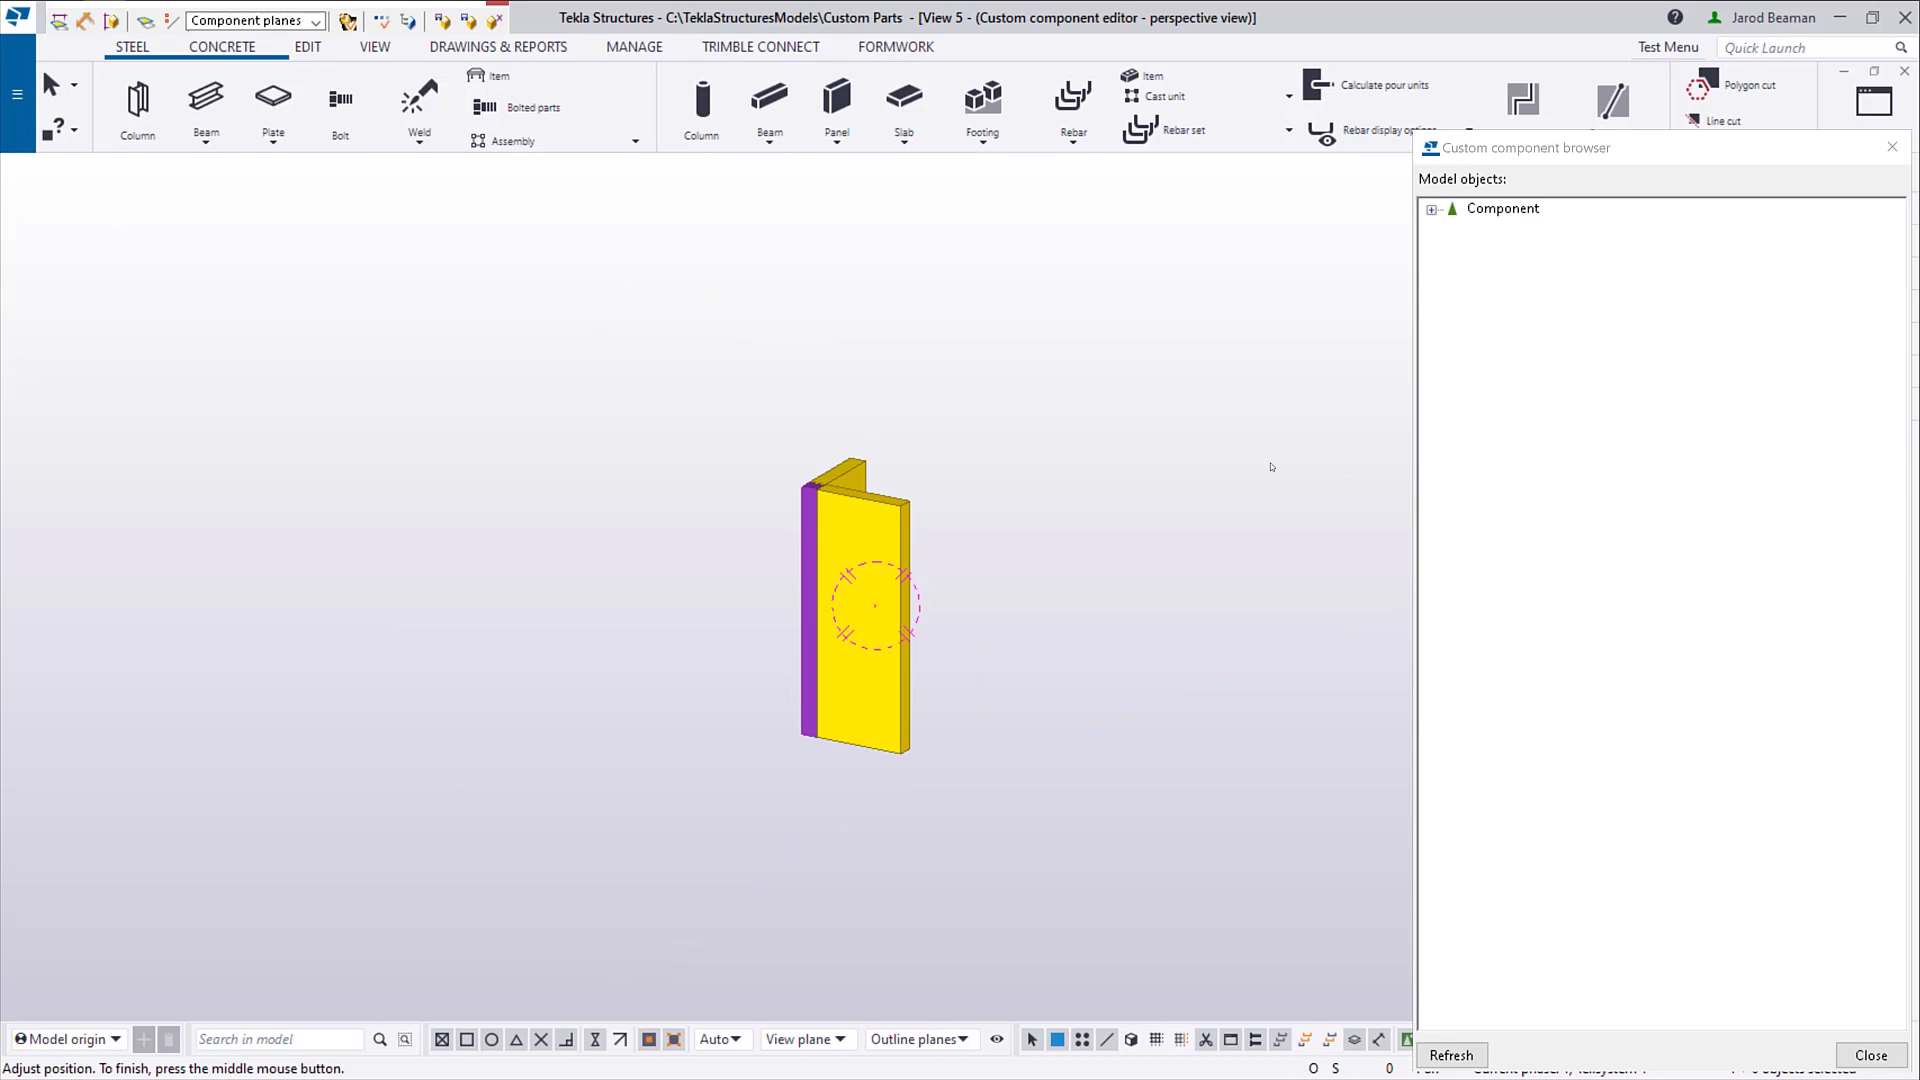 Component planes
Tekla Structures - C:\TeklaStructuresModels\Custom Parts - [View 5 - (Custom component editor - perspective view)]
Jarod Beaman
STEEL CONCRETE EDIT VIEW DRAWINGS & REPORTS MANAGE TRIMBLE CONNECT FORMWORK
Test Menu
Quick Launch
Column
Beam
Plate
Bolt
Weld
Item
Bolted parts
Assembly
Column
Beam
Panel
Slab
Footing
Rebar
Item
Cast unit
Rebar set
Calculate pour units
Polygon cut
Line cut
Custom component browser
Model objects:
Component
Refresh
Close
Model origin
Search in model
Auto
View plane
Outline planes
Adjust position. To finish, press the middle mouse button.
O S 0